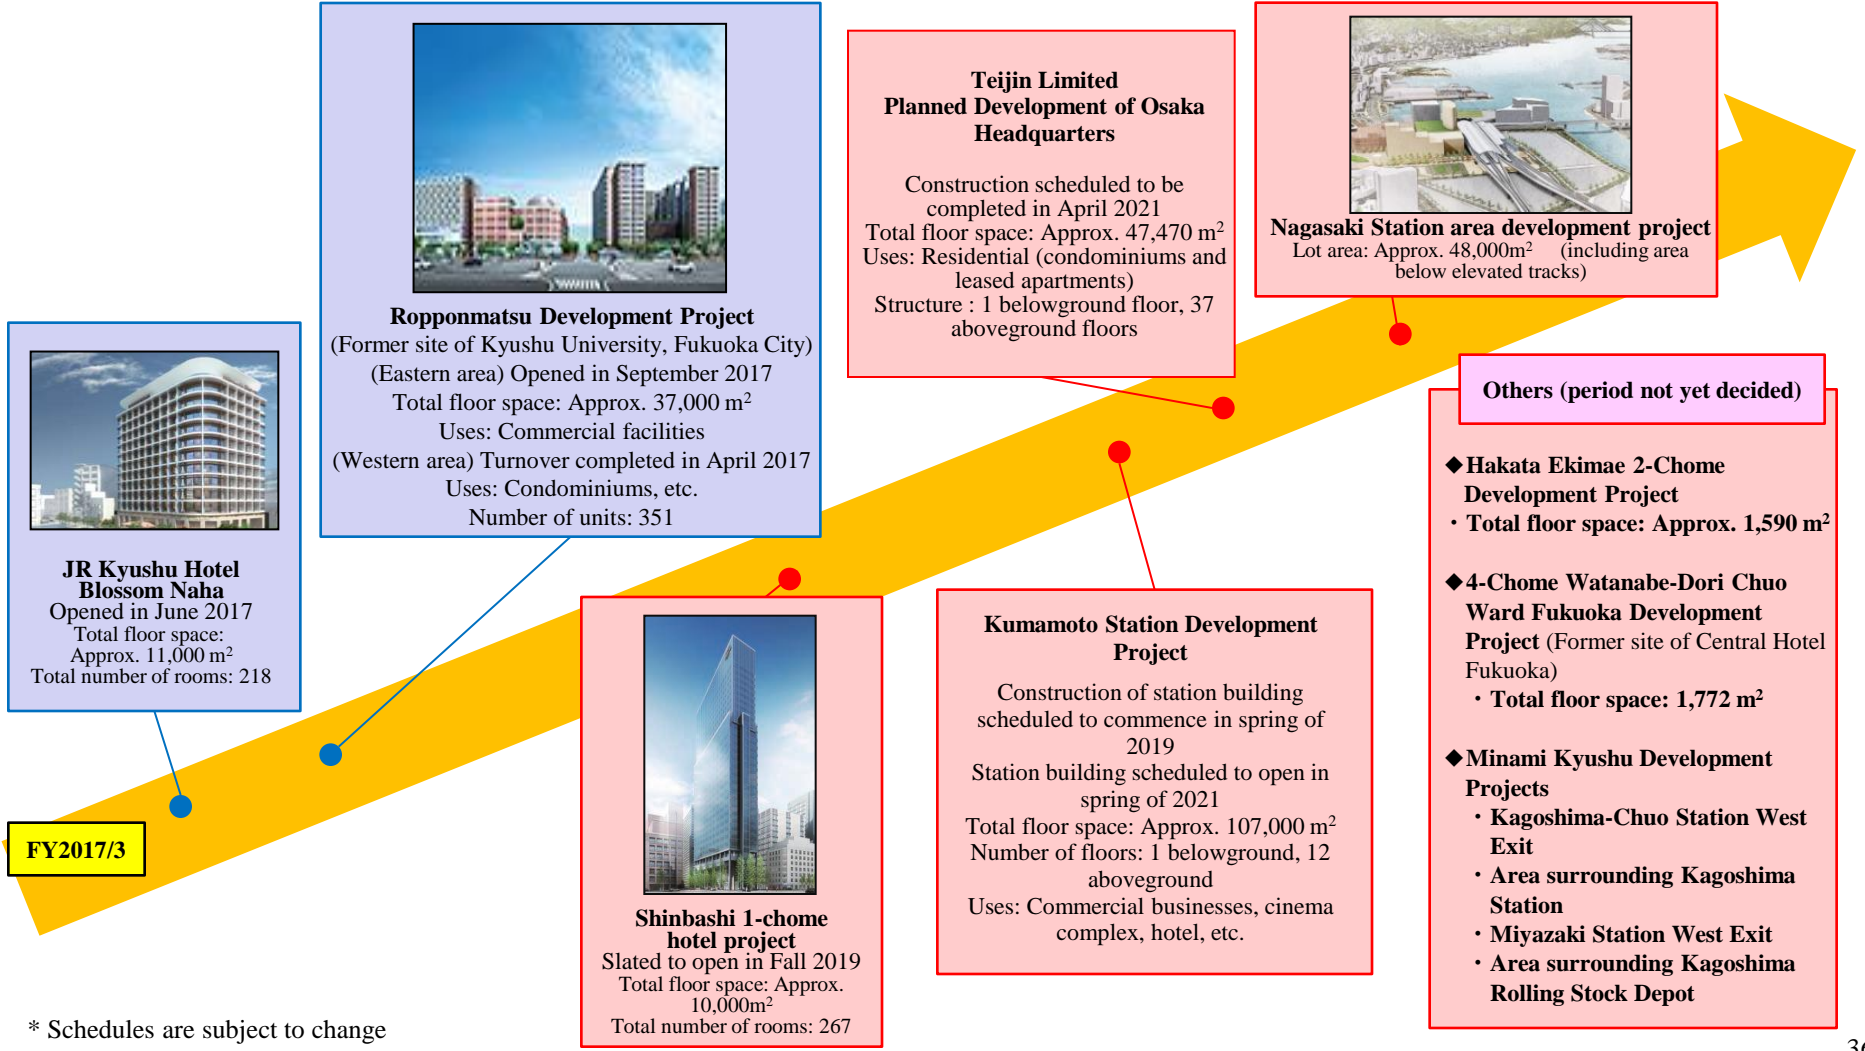 JR Kyushu Hotel
Blossom Naha
Opened in June 2017
Total floor space:
Approx. 11,000 m²
Total number of rooms: 218
Ropponmatsu Development Project
(Former site of Kyushu University, Fukuoka City)
(Eastern area) Opened in September 2017
Total floor space: Approx. 37,000 m²
Uses: Commercial facilities
(Western area) Turnover completed in April 2017
Uses: Condominiums, etc.
Number of units: 351
Shinbashi 1-chome
hotel project
Slated to open in Fall 2019
Total floor space: Approx.
10,000m²
Total number of rooms: 267
Teijin Limited
Planned Development of Osaka
Headquarters
Construction scheduled to be
completed in April 2021
Total floor space: Approx. 47,470 m²
Uses: Residential (condominiums and
leased apartments)
Structure : 1 belowground floor, 37
aboveground floors
Kumamoto Station Development
Project
Construction of station building
scheduled to commence in spring of
2019
Station building scheduled to open in
spring of 2021
Total floor space: Approx. 107,000 m²
Number of floors: 1 belowground, 12
aboveground
Uses: Commercial businesses, cinema
complex, hotel, etc.
Nagasaki Station area development project
Lot area: Approx. 48,000m² (including area
below elevated tracks)
Others (period not yet decided)
◆Hakata Ekimae 2-Chome
Development Project
・Total floor space: Approx. 1,590 m²
◆4-Chome Watanabe-Dori Chuo
Ward Fukuoka Development
Project (Former site of Central Hotel
Fukuoka)
・Total floor space: 1,772 m²
◆Minami Kyushu Development
Projects
・Kagoshima-Chuo Station West
Exit
・Area surrounding Kagoshima
Station
・Miyazaki Station West Exit
・Area surrounding Kagoshima
Rolling Stock Depot
FY2017/3
* Schedules are subject to change